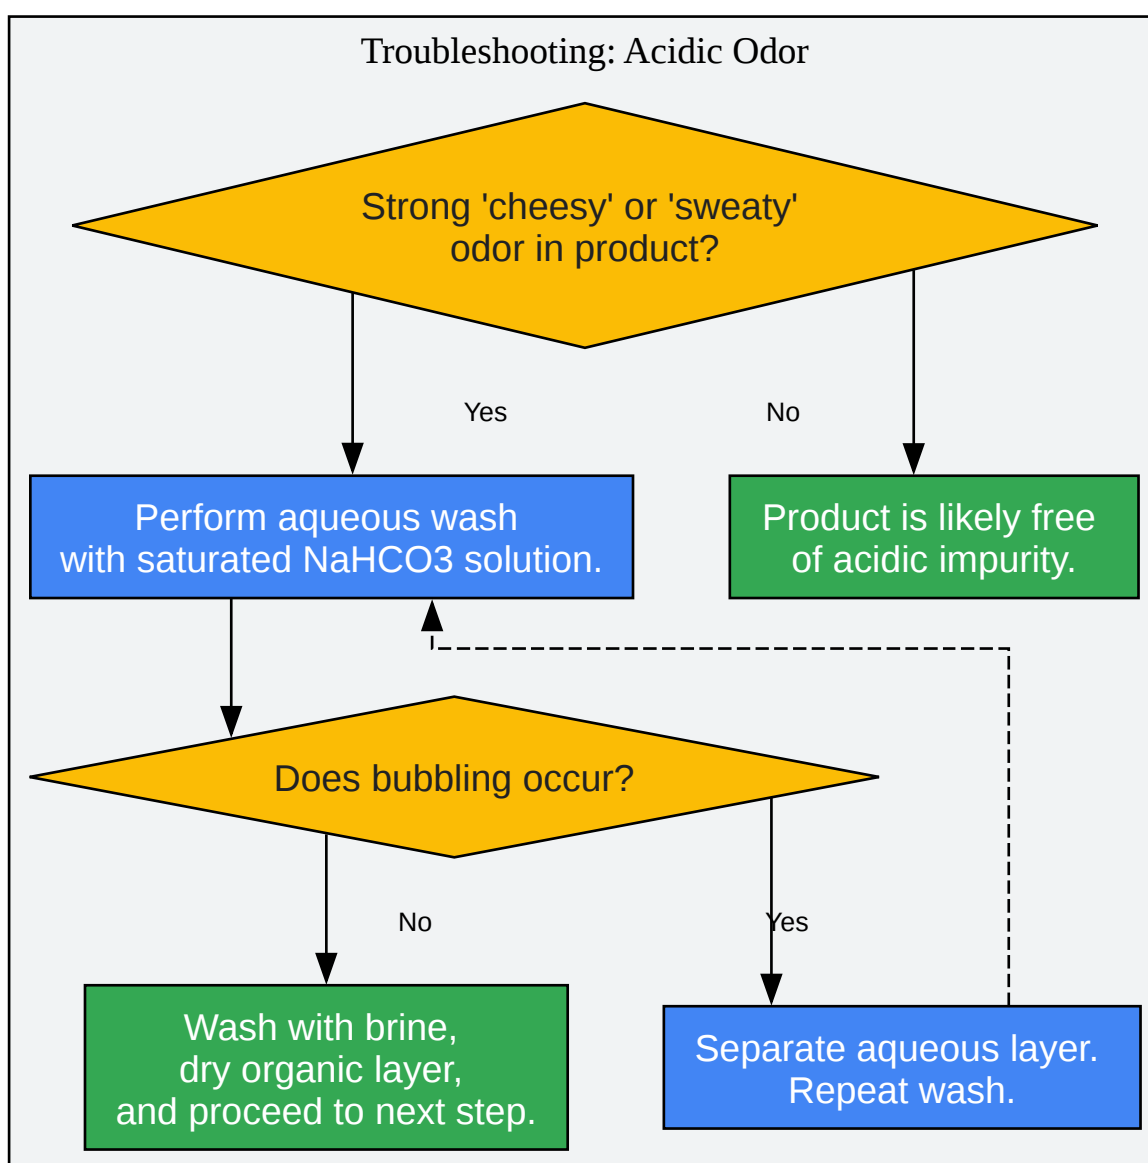 Troubleshooting: Acidic Odor
Strong 'cheesy' or 'sweaty'
odor in product?
Yes
No
Perform aqueous wash
with saturated NaHCO3 solution.
Product is likely free
of acidic impurity.
Does bubbling occur?
No
Yes
Wash with brine,
dry organic layer,
and proceed to next step.
Separate aqueous layer.
Repeat wash.